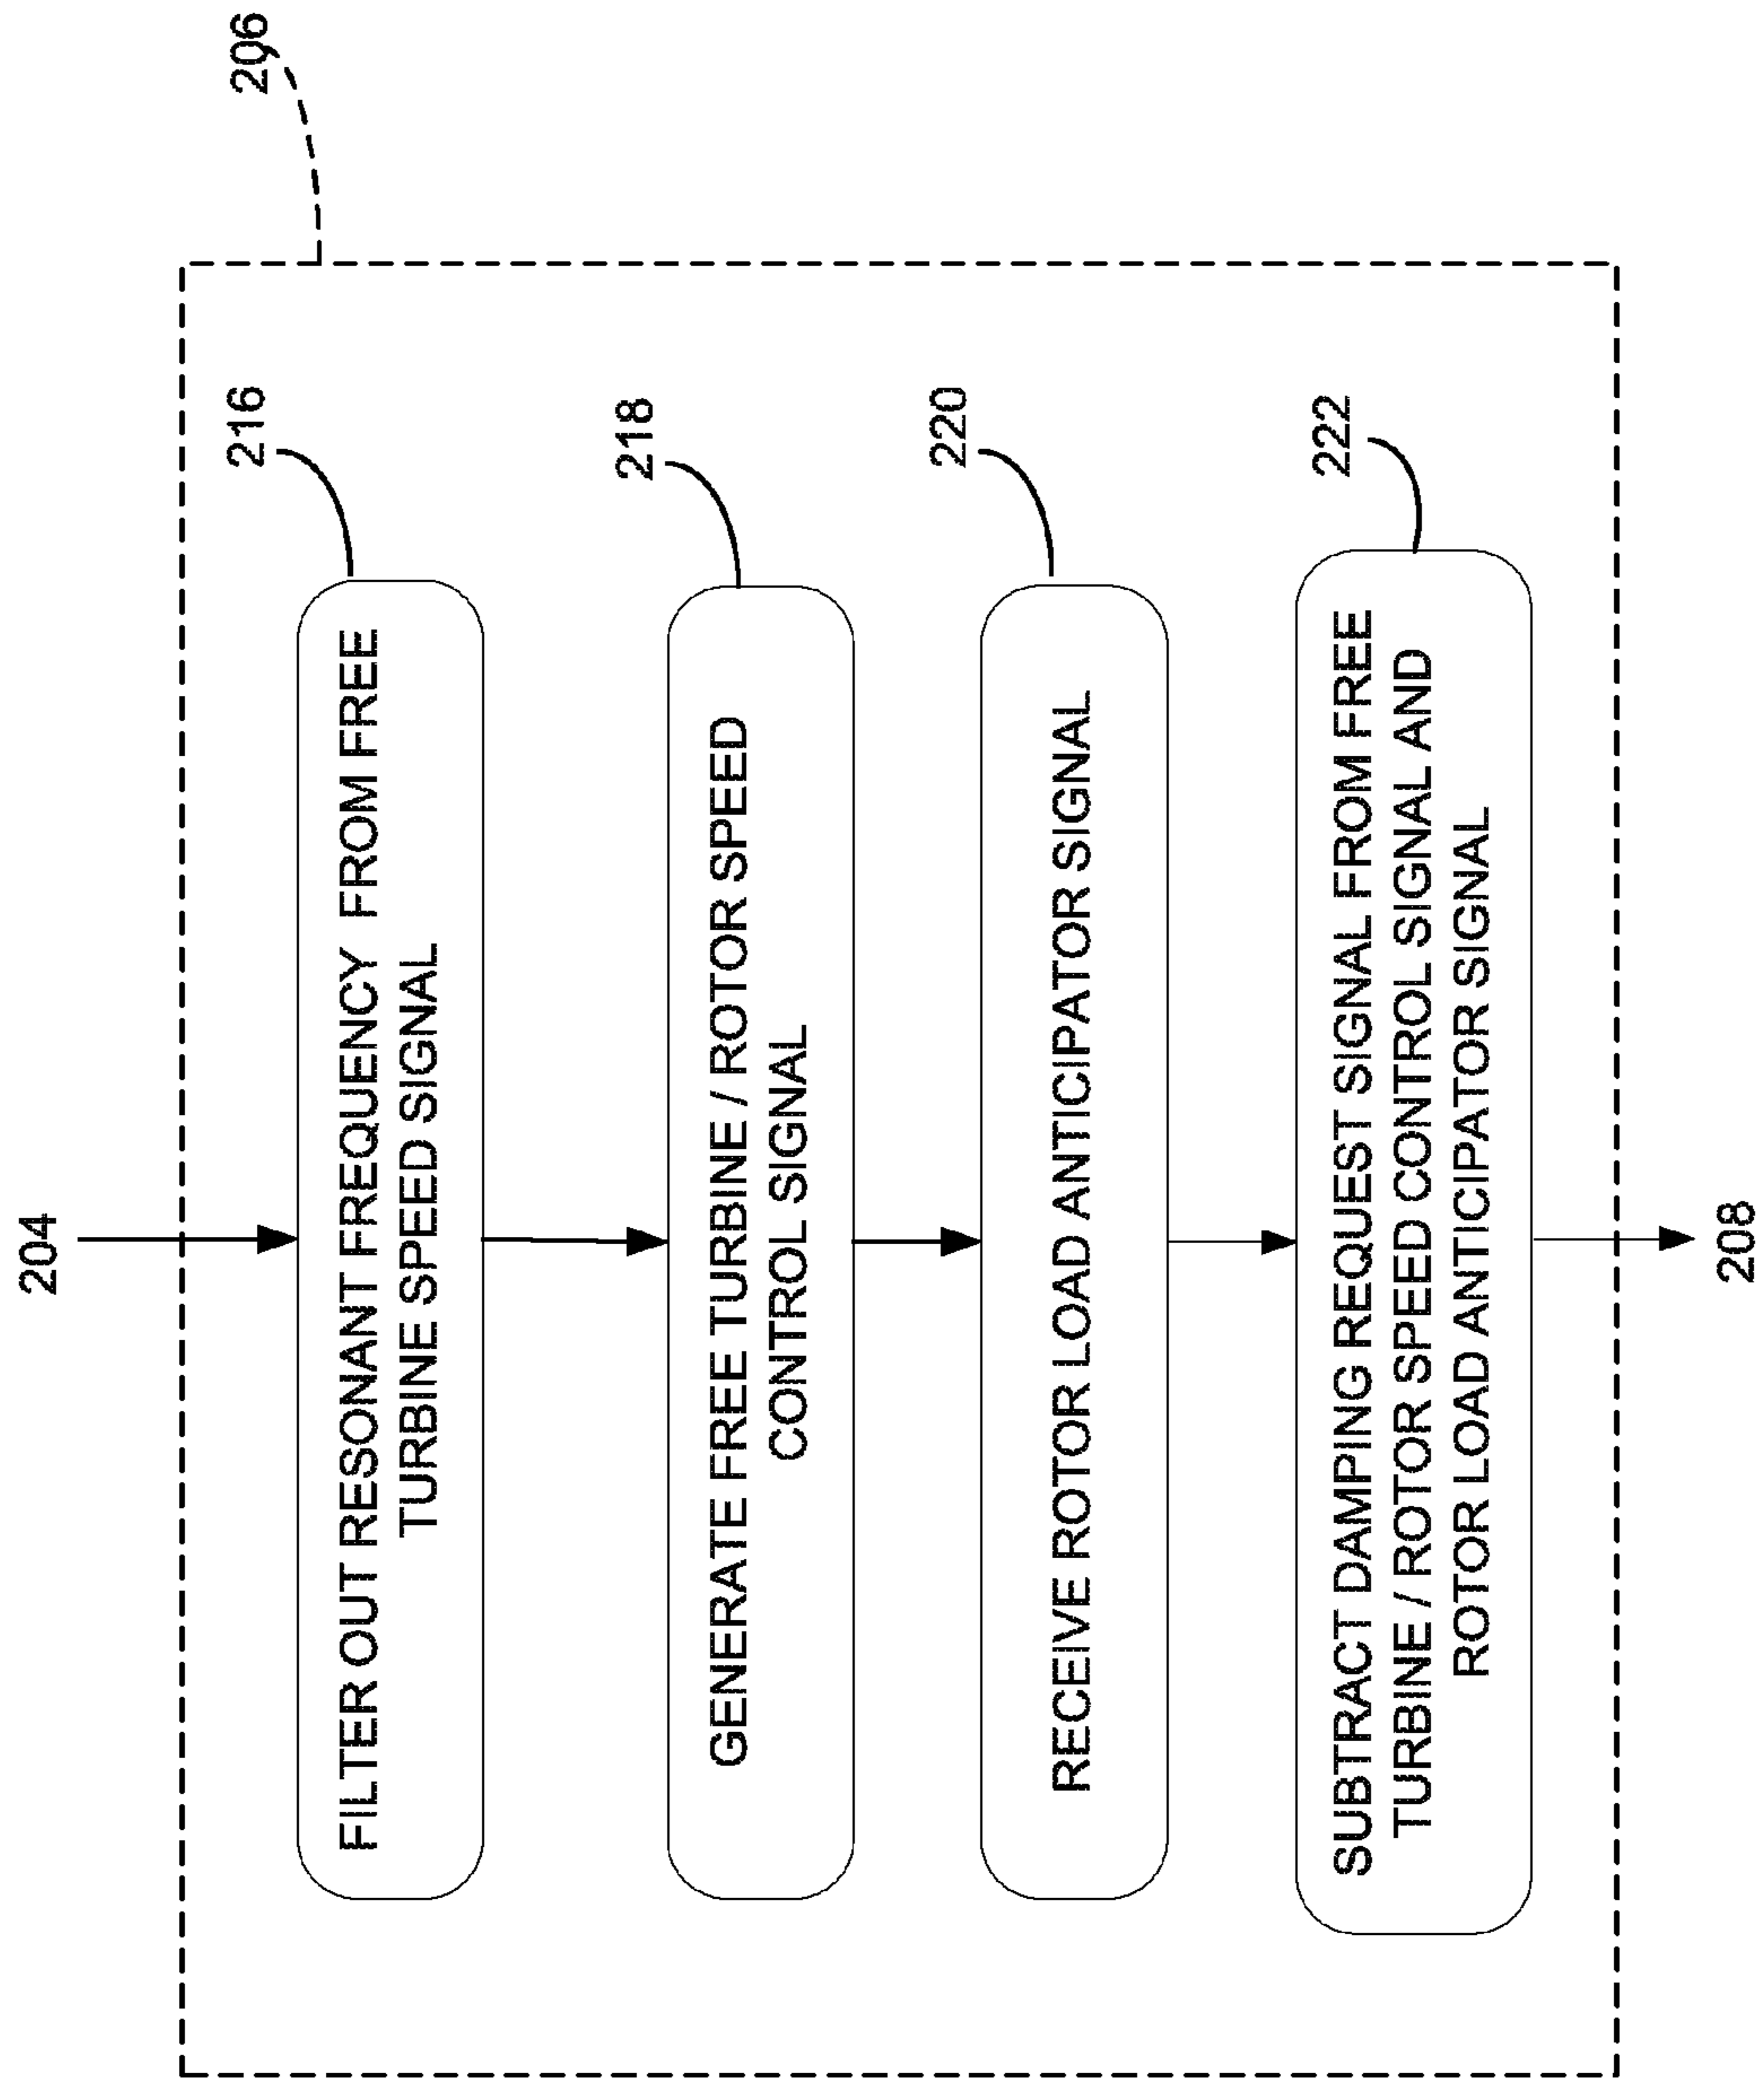 204
206
216
FILTER OUT RESONANT FREQUENCY FROM FREE
TURBINE SPEED SIGNAL
218
GENERATE FREE TURBINE / ROTOR SPEED
CONTROL SIGNAL
220
RECEIVE ROTOR LOAD ANTICIPATOR SIGNAL
222
SUBTRACT DAMPING REQUEST SIGNAL FROM FREE
TURBINE / ROTOR SPEED CONTROL SIGNAL AND
ROTOR LOAD ANTICIPATOR SIGNAL
208